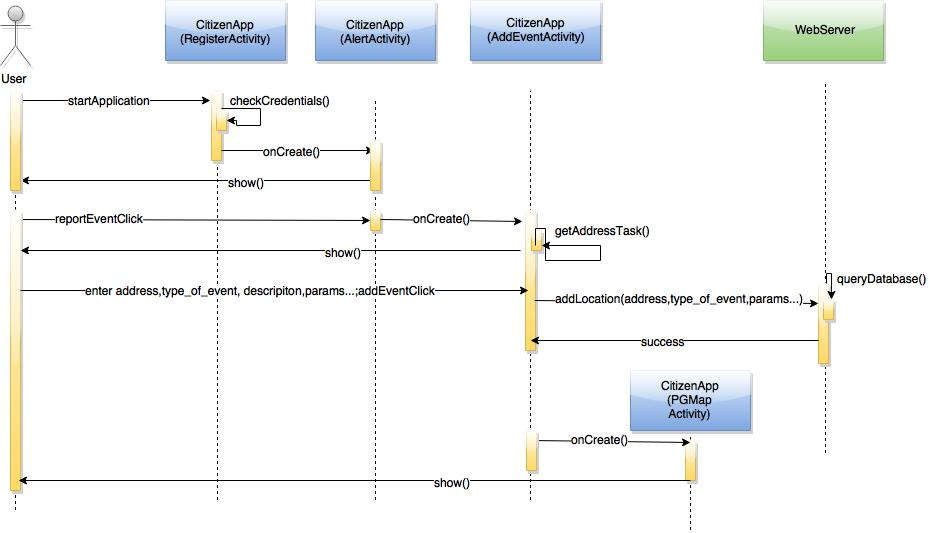 CitizenApp
(RegisterActivity)
CitizenApp
(AlertActivity)
CitizenApp
(AddEventActivity)
WebServer
User
startApplication
checkCredentials()
onCreate()
show()
reportEventClick
onCreate()
getAddressTask()
show()
queryDatabase()
enter address,type_of_event, descripiton,params...;addEventClick
addLocation(address,type_of_event,params...)
success
CitizenApp
(PGMap
Activity)
onCreate()
show()